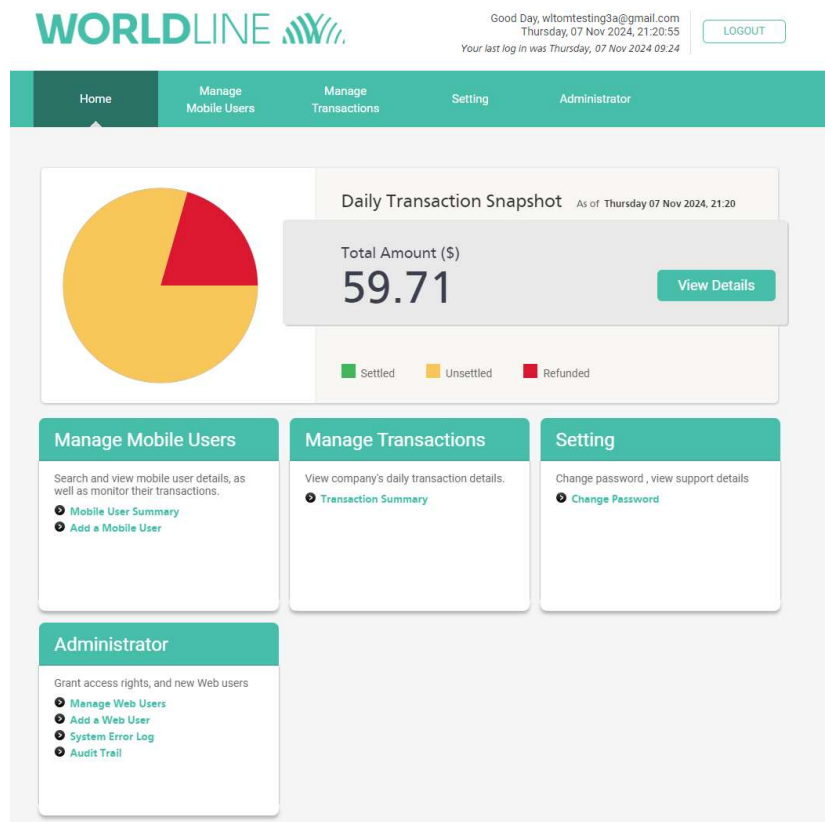 WORLDLINE
Good Day, wltomtesting3a@gmail.com
Thursday, 07 Nov 2024, 21:20:55
Your last log in was Thursday, 07 Nov 2024 09:24
LOGOUT
Home
Manage
Mobile Users
Manage
Transactions
Setting
Administrator
Daily Transaction Snapshot As of Thursday 07 Nov 2024, 21:20
Total Amount ($)
59.71
View Details
Settled
Unsettled
Refunded
Manage Mobile Users
Search and view mobile user details, as
well as monitor their transactions.
Mobile User Summary
Add a Mobile User
Manage Transactions
View company's daily transaction details.
Transaction Summary
Setting
Change password , view support details
Change Password
Administrator
Grant access rights, and new Web users
Manage Web Users
Add a Web User
System Error Log
Audit Trail